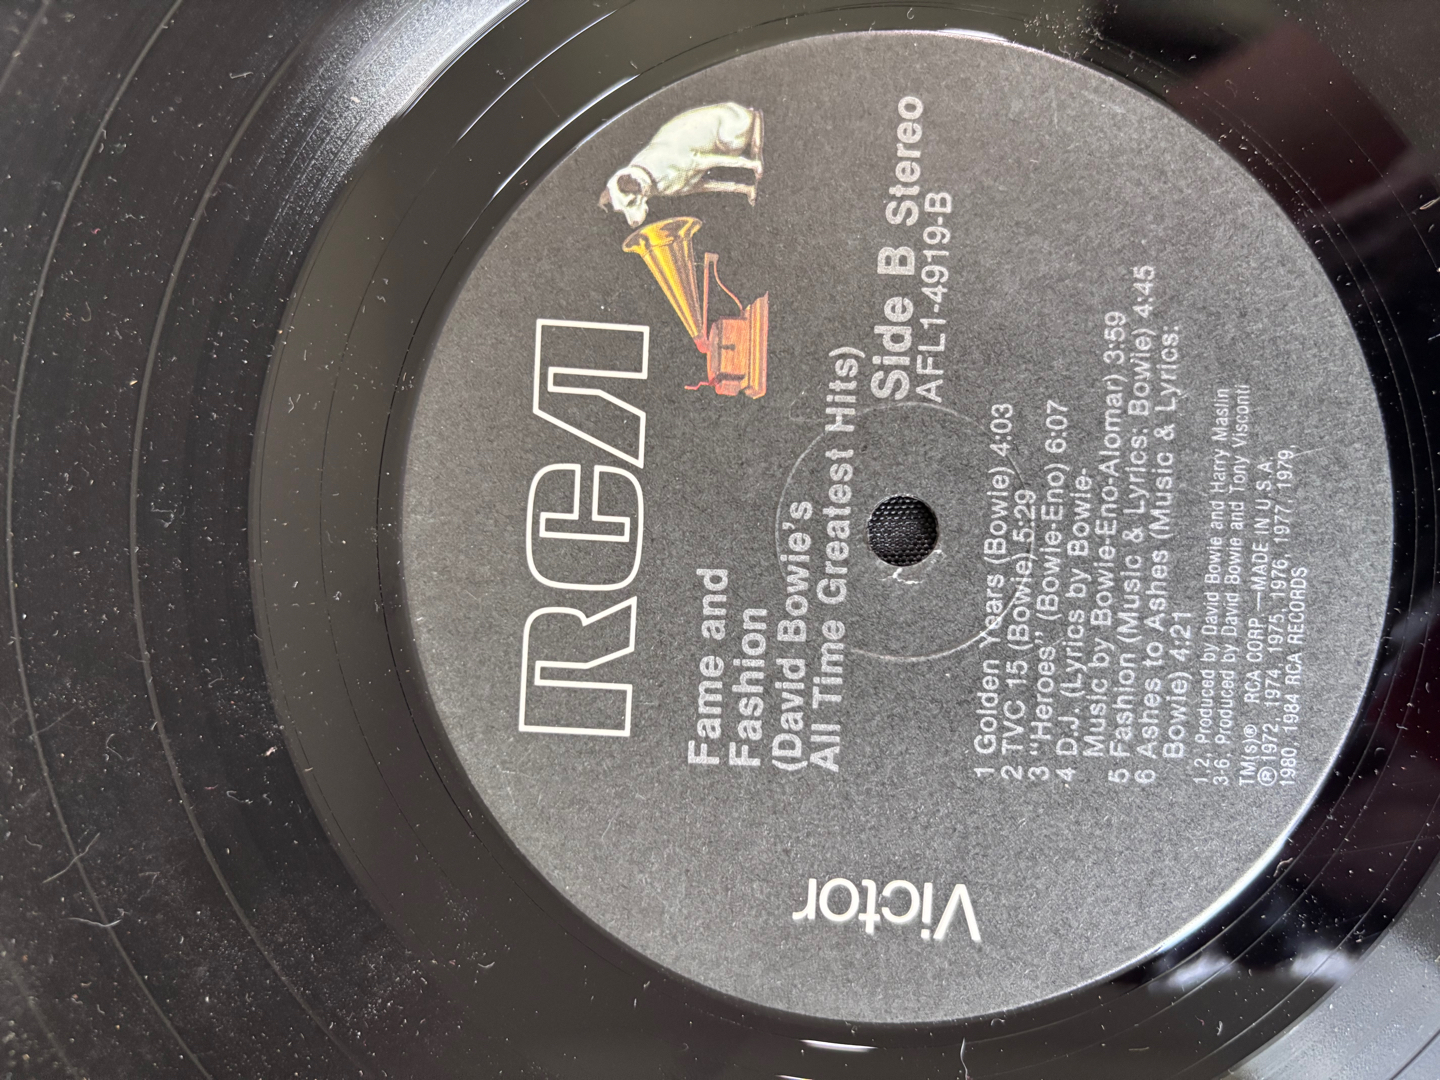 RCA
Fame and
Fashion
(David Bowie's
All Time Greatest Hits)
Side B Stereo
AFL1-4919-B
1 Golden Years (Bowie) 4:03
2 TVC 15 (Bowie) 5:29
3 "Heroes" (Bowie-Eno) 6:07
4 D.J. (Lyrics by Bowie-
Music by Bowie-Eno-Alomar) 3:59
5 Fashion (Music & Lyrics: Bowie) 4:45
6 Ashes to Ashes (Music & Lyrics:
Bowie) 4:21
1,2, Produced by David Bowie and Harry Maslin
3-6, Produced by David Bowie and Tony Visconti
TM(s)® RCA CORP.—MADE IN U.S.A.
℗ 1972, 1974, 1975, 1976, 1977, 1979,
1980, 1984 RCA RECORDS
Victor